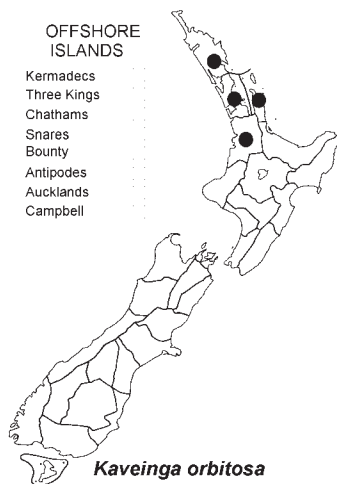 OFFSHORE
ISLANDS
Kermadecs
Three Kings
Chathams
Snares
Bounty
Antipodes
Aucklands
Campbell
Kaveinga orbitosa